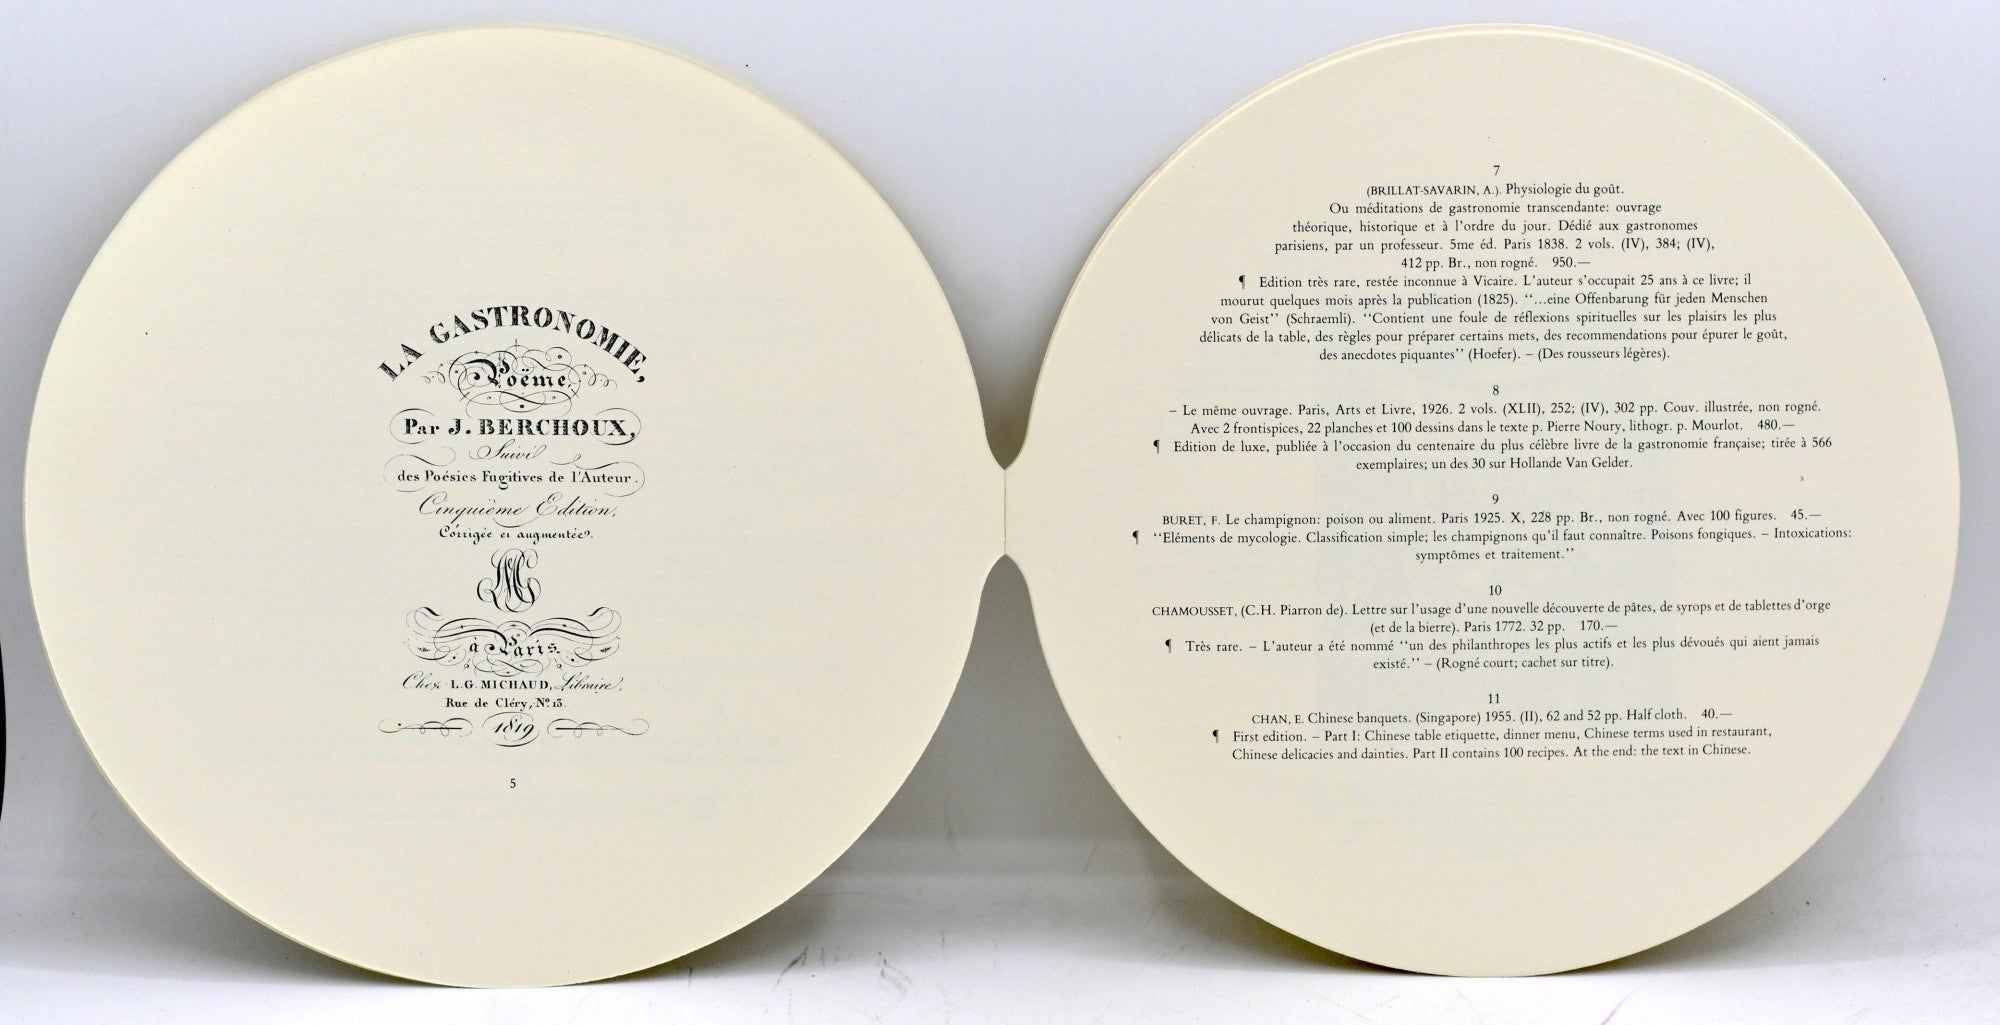 LA GASTRONOMIE,
Poëme,
Par J. BERCHOUX,
Suivi
des Poésies Fugitives de l'Auteur.
Cinquième Edition,
Corrigée et augmentée.
à Paris.
Chez L.G. MICHAUD, Libraire,
Rue de Cléry, Nº 13.
1819
5
7
(BRILLAT-SAVARIN, A.). Physiologie du goût.
Ou méditations de gastronomie transcendante: ouvrage
théorique, historique et à l'ordre du jour. Dédié aux gastronomes
parisiens, par un professeur. 5me éd. Paris 1838. 2 vols. (IV), 384; (IV),
412 pp. Br., non rogné. 950.—
¶ Edition très rare, restée inconnue à Vicaire. L'auteur s'occupait 25 ans à ce livre; il
mourut quelques mois après la publication (1825). "...eine Offenbarung für jeden Menschen
von Geist" (Schraemli). "Contient une foule de réflexions spirituelles sur les plaisirs les plus
délicats de la table, des règles pour préparer certains mets, des recommendations pour épurer le goût,
des anecdotes piquantes" (Hoefer). – (Des rousseurs légères).
8
– Le même ouvrage. Paris, Arts et Livre, 1926. 2 vols. (XLII), 252; (IV), 302 pp. Couv. illustrée, non rogné.
Avec 2 frontispices, 22 planches et 100 dessins dans le texte p. Pierre Noury, lithogr. p. Mourlot. 480.—
¶ Edition de luxe, publiée à l'occasion du centenaire du plus célèbre livre de la gastronomie française; tirée à 566
exemplaires; un des 30 sur Hollande Van Gelder.
9
BURET, F. Le champignon: poison ou aliment. Paris 1925. X, 228 pp. Br., non rogné. Avec 100 figures. 45.—
¶ "Eléments de mycologie. Classification simple; les champignons qu'il faut connaître. Poisons fongiques. – Intoxications:
symptômes et traitement."
10
CHAMOUSSET, (C.H. Piarron de). Lettre sur l'usage d'une nouvelle découverte de pâtes, de syrops et de tablettes d'orge
(et de la bierre). Paris 1772. 32 pp. 170.—
¶ Très rare. – L'auteur a été nommé "un des philanthropes les plus actifs et les plus dévoués qui aient jamais
existé." – (Rogné court; cachet sur titre).
11
CHAN, E. Chinese banquets. (Singapore) 1955. (II), 62 and 52 pp. Half cloth. 40.—
¶ First edition. – Part I: Chinese table etiquette, dinner menu, Chinese terms used in restaurant,
Chinese delicacies and dainties. Part II contains 100 recipes. At the end: the text in Chinese.